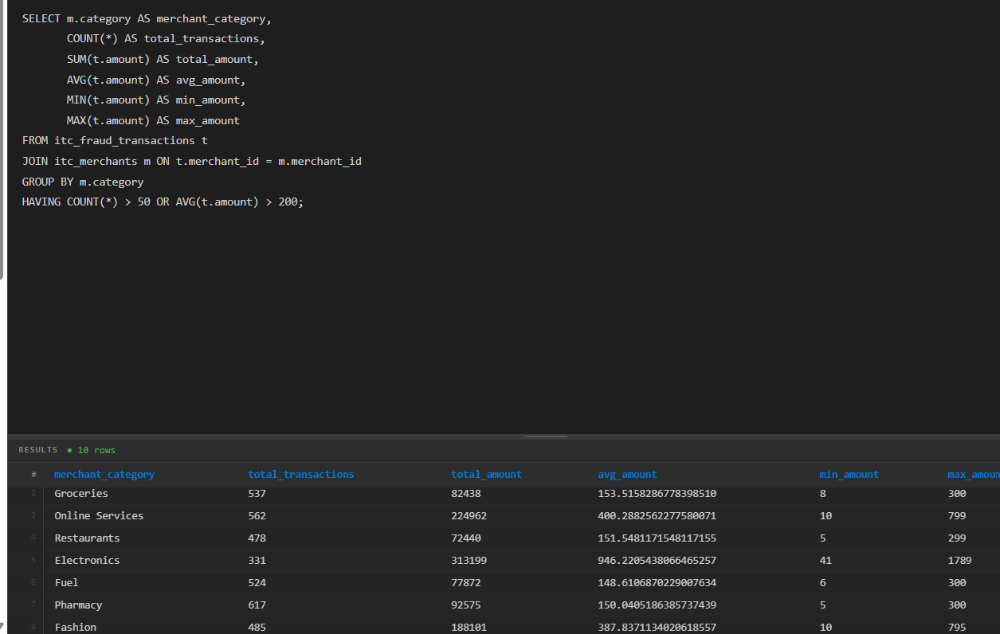 SELECT m.category AS merchant_category,
COUNT(*) AS total_transactions,
SUM(t.amount) AS total_amount,
AVG(t.amount) AS avg_amount,
MIN(t.amount) AS min_amount,
MAX(t.amount) AS max_amount
FROM itc_fraud_transactions t
JOIN itc_merchants m ON t.merchant_id = m.merchant_id
GROUP BY m.category
HAVING COUNT(*) > 50 OR AVG(t.amount) > 200;
RESULTS ● 10 rows
# merchant_category total_transactions total_amount avg_amount min_amount max_amoun
2 Groceries 537 82438 153.5158286778398510 8 300
3 Online Services 562 224962 400.2882562277580071 10 799
4 Restaurants 478 72440 151.5481171548117155 5 299
5 Electronics 331 313199 946.2205438066465257 41 1789
6 Fuel 524 77872 148.6106870229007634 6 300
7 Pharmacy 617 92575 150.0405186385737439 5 300
8 Fashion 485 188101 387.8371134020618557 10 795